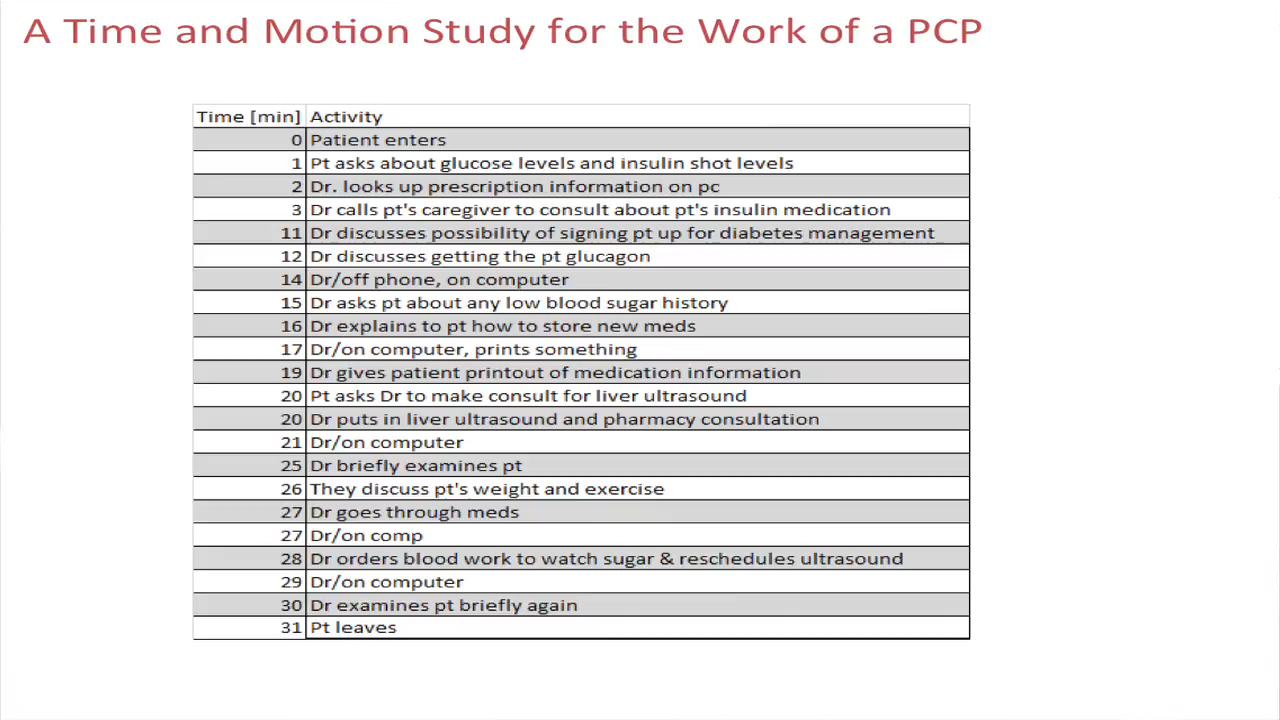 A Time and Motion Study for the Work of a PCP
Time [min] Activity
0 Patient enters
1 Pt asks about glucose levels and insulin shot levels
2 Dr. looks up prescription information on pc
3 Dr calls pt's caregiver to consult about pt's insulin medication
11 Dr discusses possibility of signing pt up for diabetes management
12 Dr discusses getting the pt glucagon
14 Dr/off phone, on computer
15 Dr asks pt about any low blood sugar history
16 Dr explains to pt how to store new meds
17 Dr/on computer, prints something
19 Dr gives patient printout of medication information
20 Pt asks Dr to make consult for liver ultrasound
20 Dr puts in liver ultrasound and pharmacy consultation
21 Dr/on computer
25 Dr briefly examines pt
26 They discuss pt's weight and exercise
27 Dr goes through meds
27 Dr/on comp
28 Dr orders blood work to watch sugar & reschedules ultrasound
29 Dr/on computer
30 Dr examines pt briefly again
31 Pt leaves